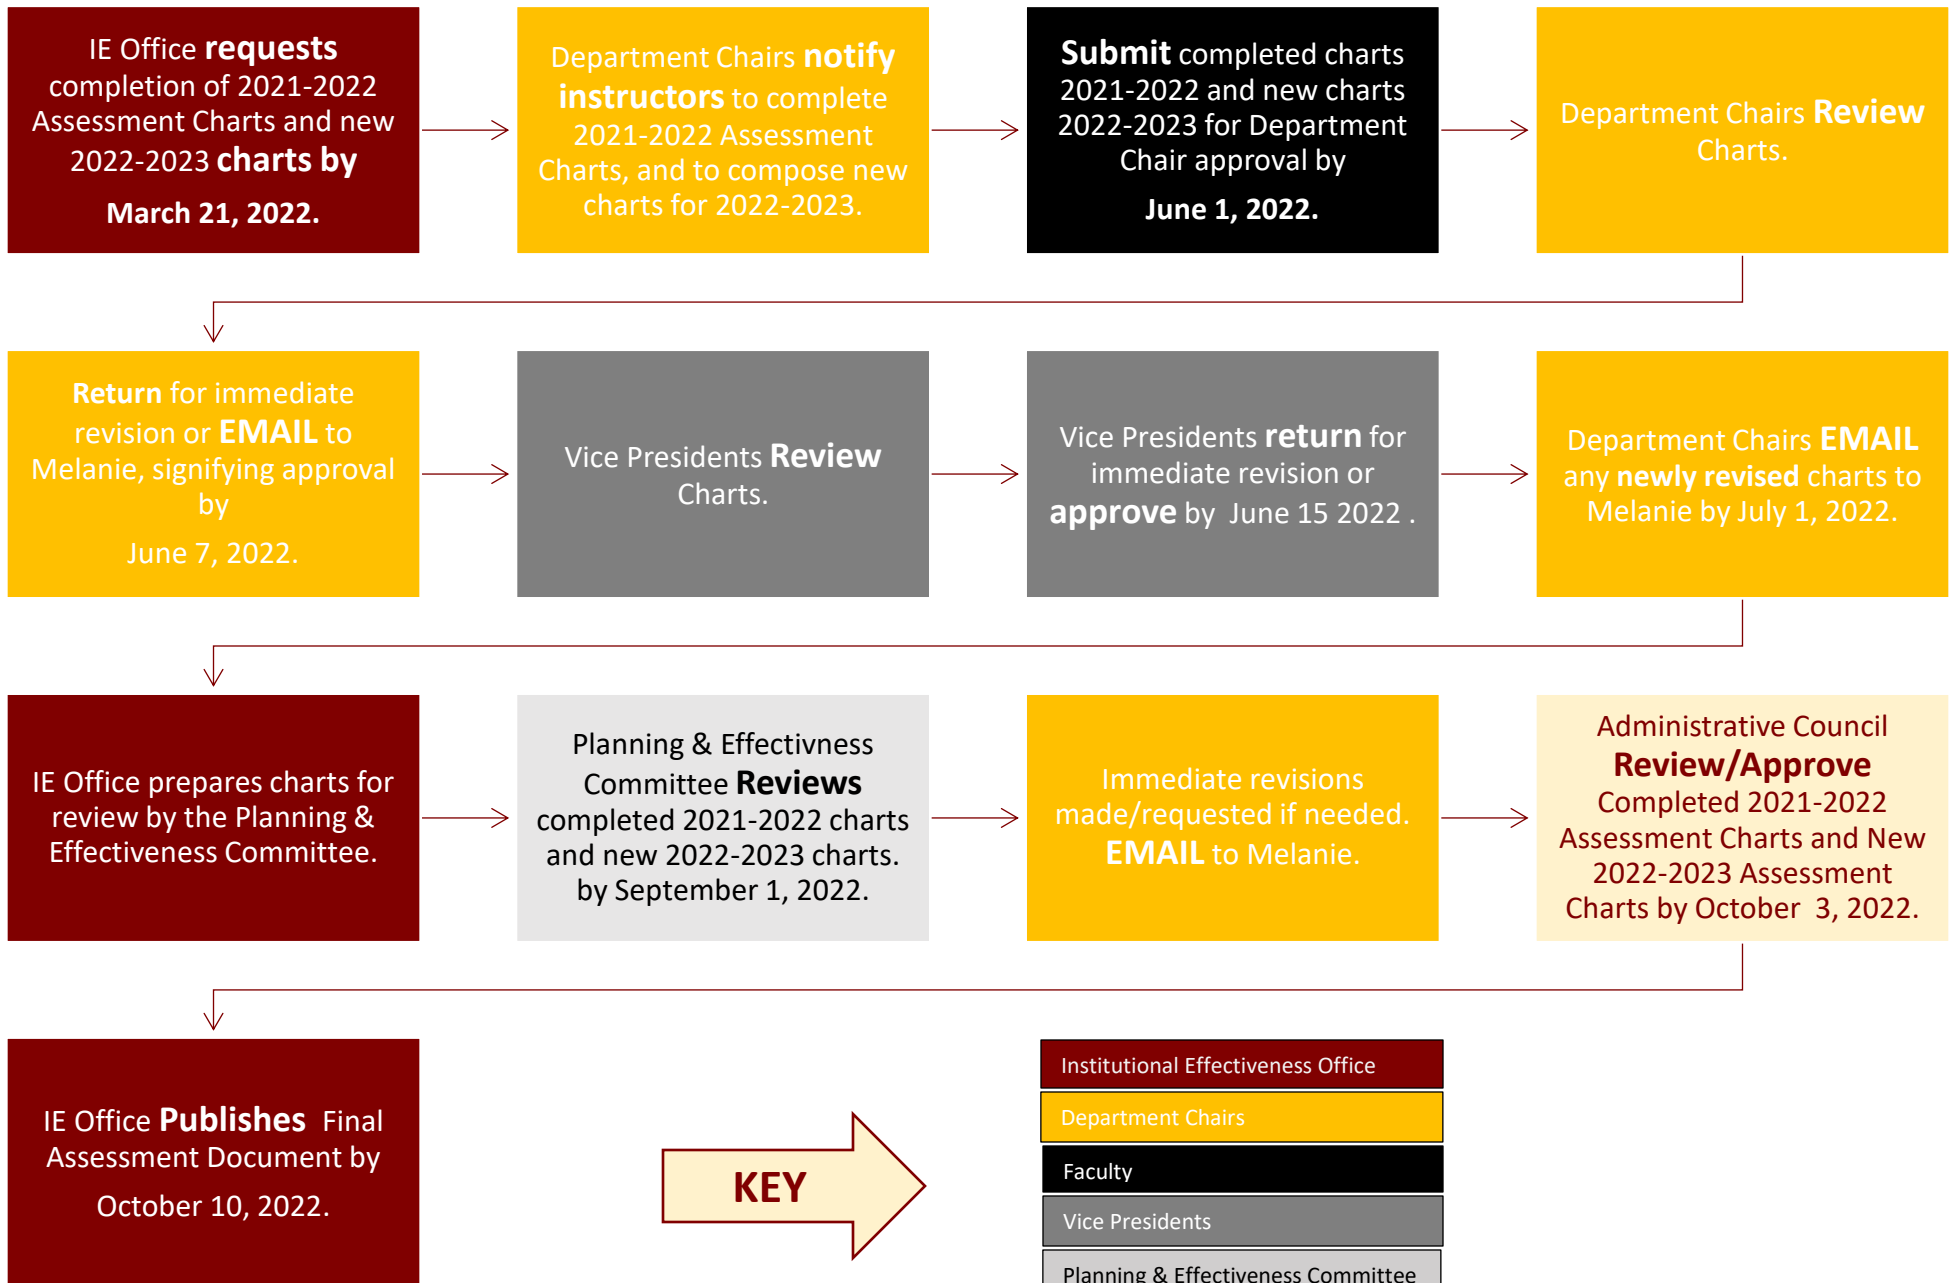 IE Office requests
completion of 2021-2022
Assessment Charts and new
2022-2023 charts by
March 21, 2022.
Department Chairs notify
instructors to complete
2021-2022 Assessment
Charts, and to compose new
charts for 2022-2023.
Submit completed charts
2021-2022 and new charts
2022-2023 for Department
Chair approval by
June 1, 2022.
Department Chairs Review
Charts.
Return for immediate
revision or EMAIL to
Melanie, signifying approval
by
June 7, 2022.
Vice Presidents Review
Charts.
Vice Presidents return for
immediate revision or
approve by June 15 2022 .
Department Chairs EMAIL
any newly revised charts to
Melanie by July 1, 2022.
IE Office prepares charts for
review by the Planning &
Effectiveness Committee.
Planning & Effectivness
Committee Reviews
completed 2021-2022 charts
and new 2022-2023 charts.
by September 1, 2022.
Immediate revisions
made/requested if needed.
EMAIL to Melanie.
Administrative Council
Review/Approve
Completed 2021-2022
Assessment Charts and New
2022-2023 Assessment
Charts by October 3, 2022.
IE Office Publishes Final
Assessment Document by
October 10, 2022.
KEY
Institutional Effectiveness Office
Department Chairs
Faculty
Vice Presidents
Planning & Effectiveness Committee